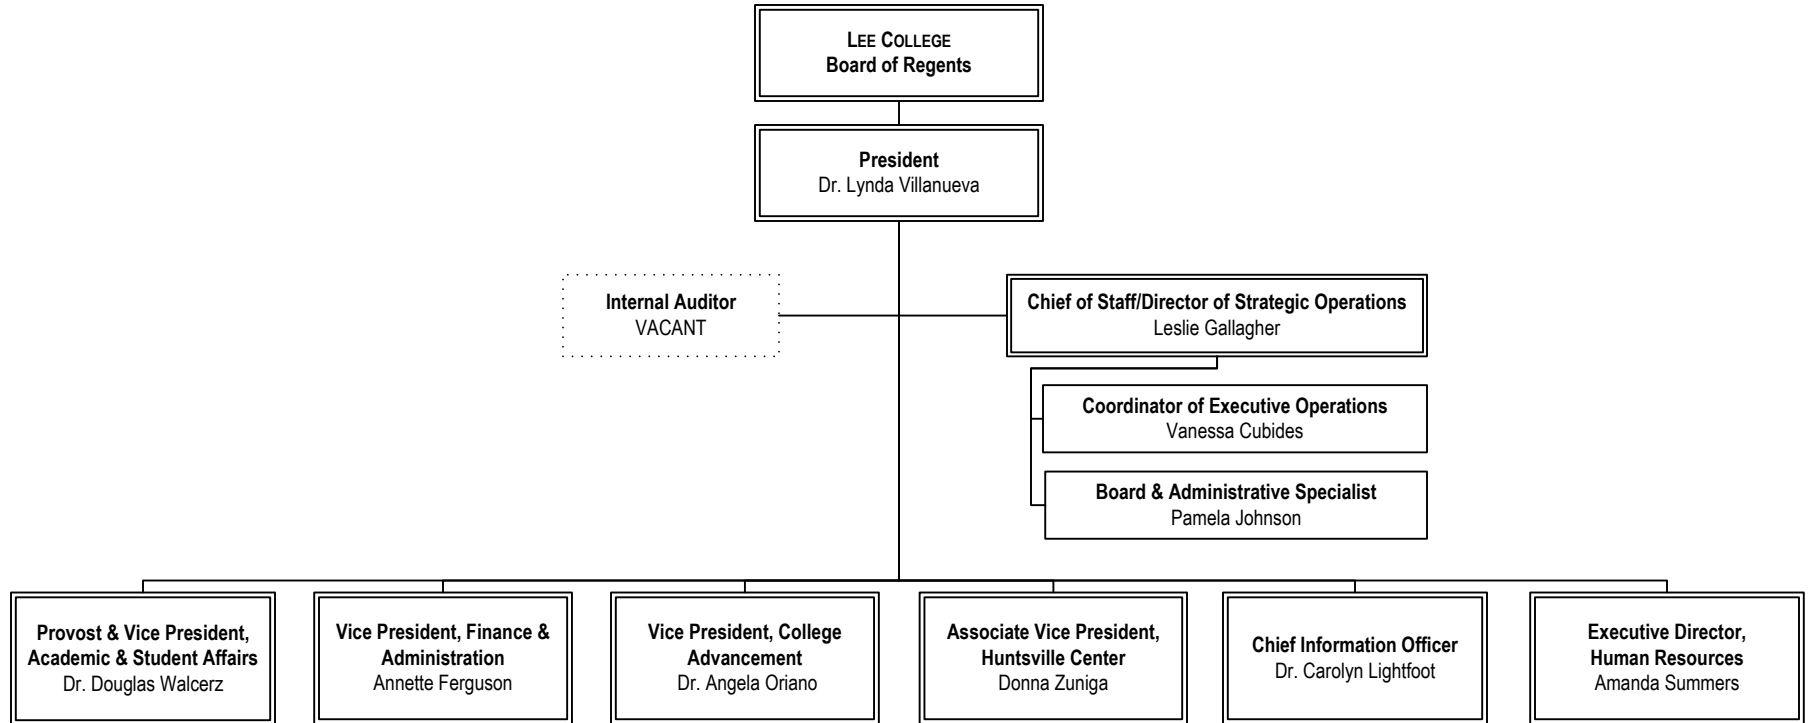 LEE COLLEGE
Board of Regents
President
Dr. Lynda Villanueva
Internal Auditor
VACANT
Chief of Staff/Director of Strategic Operations
Leslie Gallagher
Coordinator of Executive Operations
Vanessa Cubides
Board & Administrative Specialist
Pamela Johnson
Provost & Vice President,
Academic & Student Affairs
Dr. Douglas Walcerz
Vice President, Finance &
Administration
Annette Ferguson
Vice President, College
Advancement
Dr. Angela Oriano
Associate Vice President,
Huntsville Center
Donna Zuniga
Chief Information Officer
Dr. Carolyn Lightfoot
Executive Director,
Human Resources
Amanda Summers